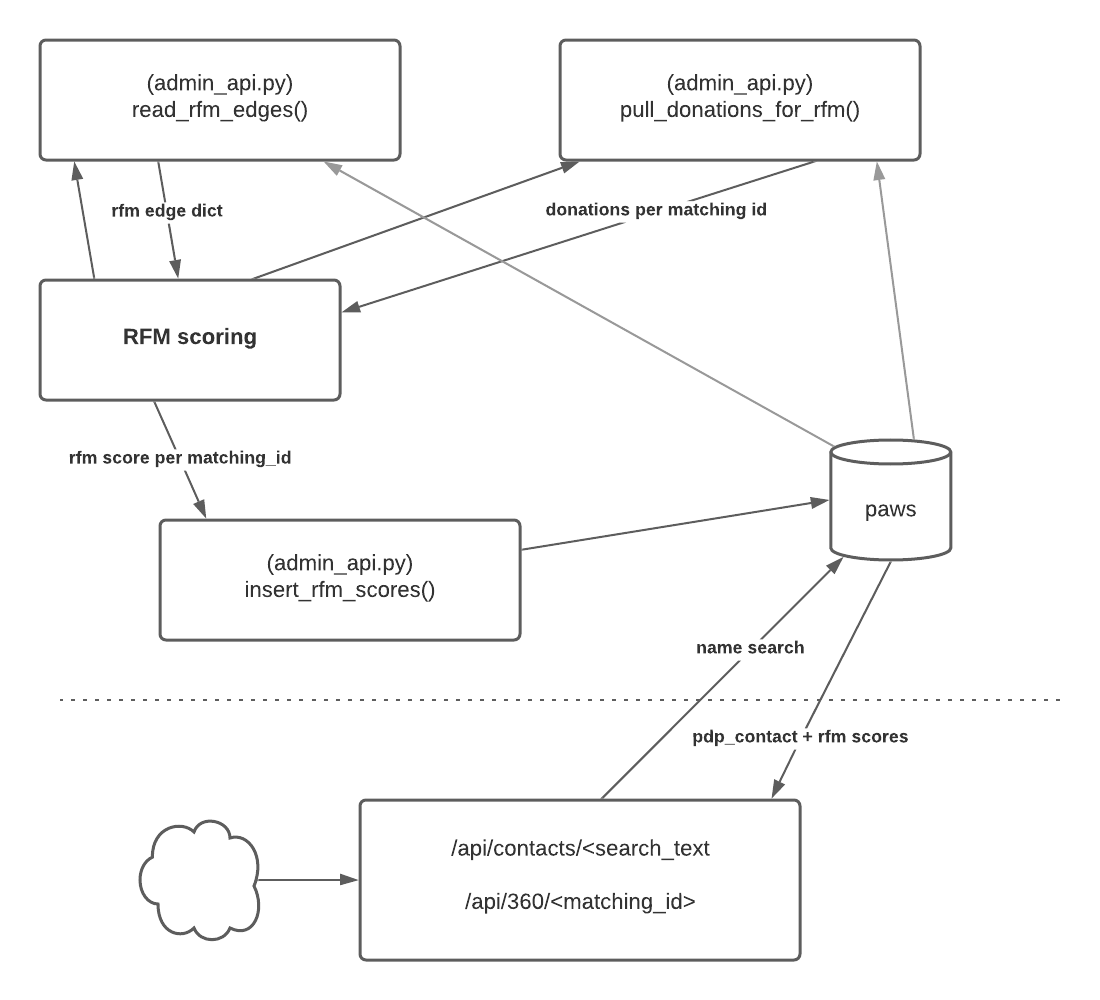 (admin_api.py)
read_rfm_edges()
(admin_api.py)
pull_donations_for_rfm()
rfm edge dict
donations per matching id
RFM scoring
rfm score per matching_id
paws
(admin_api.py)
insert_rfm_scores()
name search
pdp_contact + rfm scores
/api/contacts/<search_text
/api/360/<matching_id>